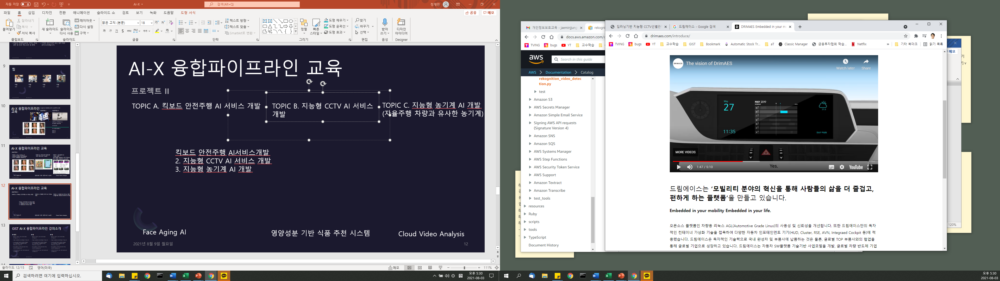 자동 저장
AI-X
검색(Alt+Q)
정재민
파일 홈 삽입 디자인 전환 애니메이션 슬라이드 쇼 검토 보기 녹화 도움말 도형 서식
공유 메모
붙여넣기
잘라내기
복사
서식 복사
클립보드
새 슬라이드
슬라이드 다시 사용
레이아웃
다시 설정
구역
슬라이드
맑은 고딕 (본문) 18
글꼴
텍스트 방향
텍스트 맞춤
SmartArt로 변환
단락
정렬
빠른 스타일
도형 채우기
도형 윤곽선
도형 효과
그리기
찾기
바꾸기
선택
편집
받아쓰기
음성
디자인 아이디어
Designer
9
팀
10
AI-X 융합파이프라인 교육
11
AI-X 융합파이프라인 교육
12
AI-X 융합파이프라인 교육
13
GIST AI-X 융합파이프라인 강의소개
AI-X 융합파이프라인 교육
프로젝트 II
TOPIC A. 킥보드 안전주행 AI 서비스 개발
TOPIC B. 지능형 CCTV AI 서비스
개발
TOPIC C. 지능형 농기계 AI 개발
(자율주행 차량과 유사한 농기계)
킥보드 안전주행 AI서비스개발
2. 지능형 CCTV AI 서비스 개발
3. 지능형 농기계 AI 개발
Face Aging AI
영양성분 기반 식품 추천 시스템
Cloud Video Analysis
2021년 8월 9일 월요일
12
슬라이드 12/15
영어(미국)
메모
111%
검색하려면 여기에 입력하십시오.
오후 5:30
2021-08-03
개인정보보호교육 - jaeminjjung
rekogni
docs.aws.amazon.com/
TVING bugs YT 교수학습
aws
Search in this guide
AWS Documentation Catalog
rekognition_video_detec
tion.py
test
Amazon S3
AWS Secrets Manager
Amazon Simple Email Service
Signing AWS API requests
(Signature Version 4)
Amazon SNS
Amazon SQS
AWS Systems Manager
AWS Step Functions
AWS Security Token Service
AWS Support
Amazon Textract
Amazon Transcribe
test_tools
resources
Ruby
scripts
tools
TypeScript
Document History
딥러닝기반 지능형 CCTV선별관
드림에이스 - Google 검색
DRIMAES Embedded in your mo
drimaes.com/introduce/
TVING bugs YT 교수학습 GIST Bookmark Automatic Stock Tr... aT Classic Manager 금융투자협회 학습... Netflix
기타 북마크 읽기 목록
DRIMAES
The vision of DrimAES
Watch later
Share
May
27
11:35
MAY 2019
MORE VIDEOS
1:47 / 5:10
Yes.
YouTube
드림에이스는 ‘모빌리티 분야의 혁신을 통해 사람들의 삶을 더 즐겁고,
편하게 하는 플랫폼’을 만들고 있습니다.
Embedded in your mobility Embedded in your life.
오픈소스 플랫폼인 차량용 리눅스 AGL(Automotive Grade Linux)의 사용성 및 신뢰성을 개선합니다. 또한 드림에이스만의 독자
적인 컨테이너 가상화 기술을 접목하여 다양한 자동차 인포테인먼트 기기(HUD, Cluster, RSE, AVN, Integraed Cockpit 등)에 적
용했습니다. 드림에이스은 독자적인 기술력으로 국내 완성차 및 부품사에 납품하는 것은 물론, 글로벌 TOP 부품사와의 협업을
통해 글로벌 기업으로 성장하고 있습니다. 드림에이스는 자동차 SW플랫폼 기술기반 사업모델을 개발, 글로벌 차량 반도체 기업
메모
120%
오후 5:30
2021-08-03